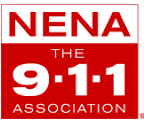 NENA
THE
9·1·1
ASSOCIATION
®